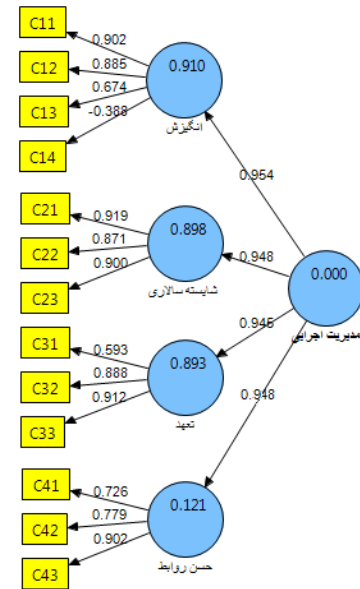 C11
0.902
C12
0.885
C13
0.674
-0.388
C14
0.910
انگیزش
0.954
C21
0.919
C22
0.871
C23
0.900
0.898
شایسته سالاری
0.948
0.000
مدیریت اجرایی
C31
0.593
C32
0.888
C33
0.912
0.893
تعهد
0.945
C41
0.726
C42
0.779
C43
0.902
0.121
حسن روابط
0.948